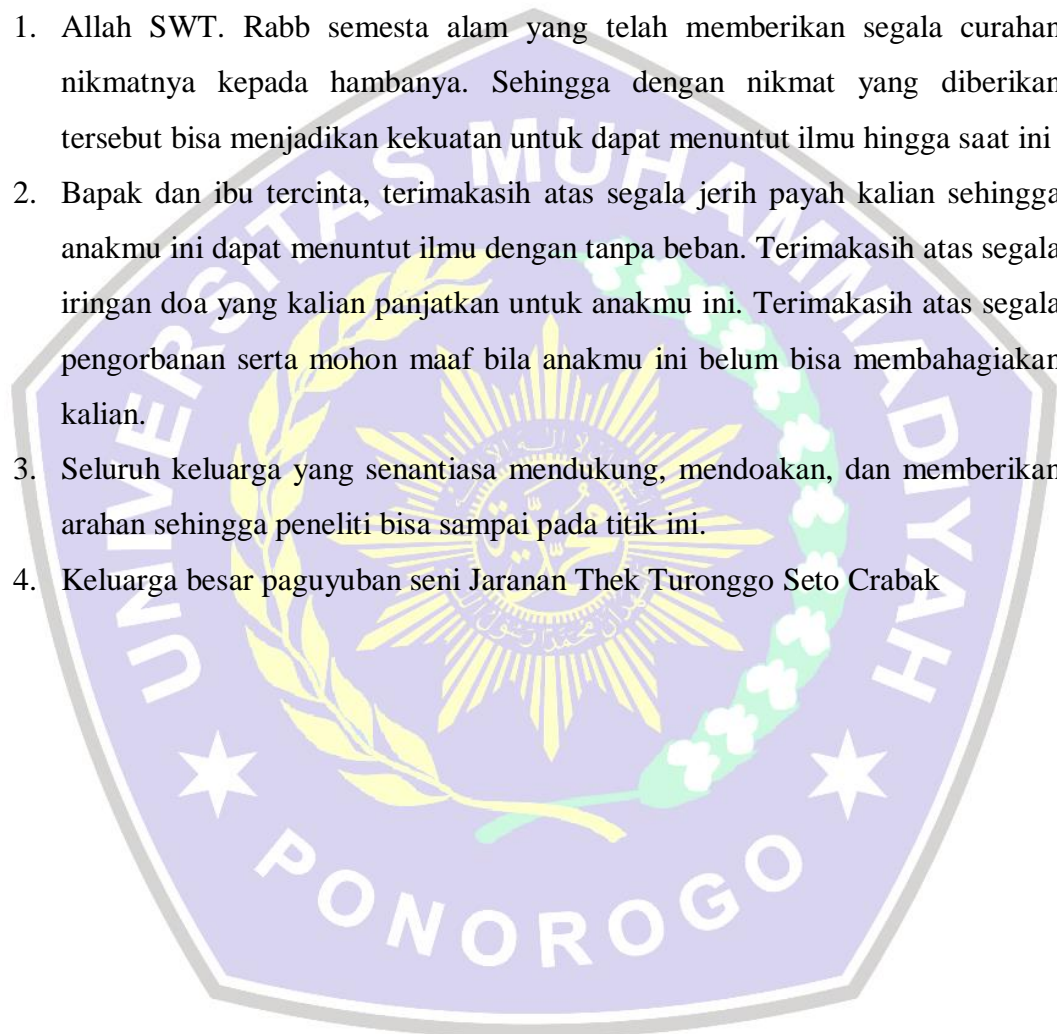 1. Allah SWT. Rabb semesta alam yang telah memberikan segala curahan
nikmatnya kepada hambanya. Sehingga dengan nikmat yang diberikan
tersebut bisa menjadikan kekuatan untuk dapat menuntut ilmu hingga saat ini
2. Bapak dan ibu tercinta, terimakasih atas segala jerih payah kalian sehingga
anakmu ini dapat menuntut ilmu dengan tanpa beban. Terimakasih atas segala
iringan doa yang kalian panjatkan untuk anakmu ini. Terimakasih atas segala
pengorbanan serta mohon maaf bila anakmu ini belum bisa membahagiakan
kalian.
3. Seluruh keluarga yang senantiasa mendukung, mendoakan, dan memberikan
arahan sehingga peneliti bisa sampai pada titik ini.
4. Keluarga besar paguyuban seni Jaranan Thek Turonggo Seto Crabak
UNIVERSITAS MUHAMMADIYAH
PONOROGO